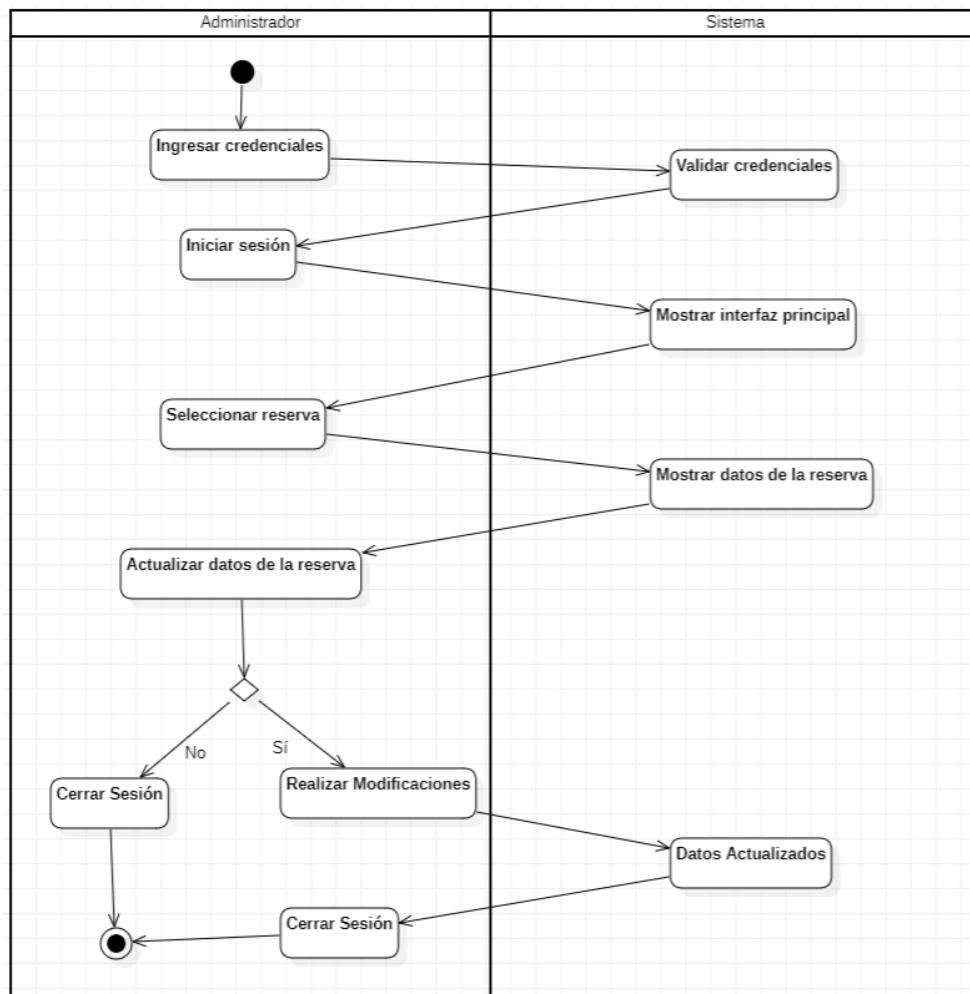 Administrador
Sistema
Ingresar credenciales
Validar credenciales
Iniciar sesión
Mostrar interfaz principal
Seleccionar reserva
Mostrar datos de la reserva
Actualizar datos de la reserva
No
Sí
Cerrar Sesión
Realizar Modificaciones
Datos Actualizados
Cerrar Sesión